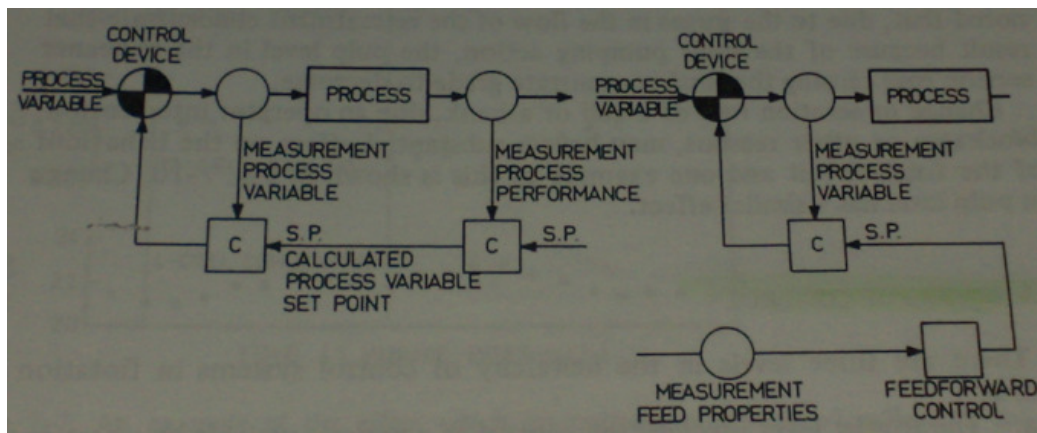 CONTROL
DEVICE
PROCESS
VARIABLE
PROCESS
MEASUREMENT
PROCESS
VARIABLE
MEASUREMENT
PROCESS
PERFORMANCE
C
S.P.
CALCULATED
PROCESS VARIABLE
SET POINT
C
S.P.
CONTROL
DEVICE
PROCESS
VARIABLE
PROCESS
MEASUREMENT
PROCESS
VARIABLE
C
S.P.
MEASUREMENT
FEED PROPERTIES
FEEDFORWARD
CONTROL